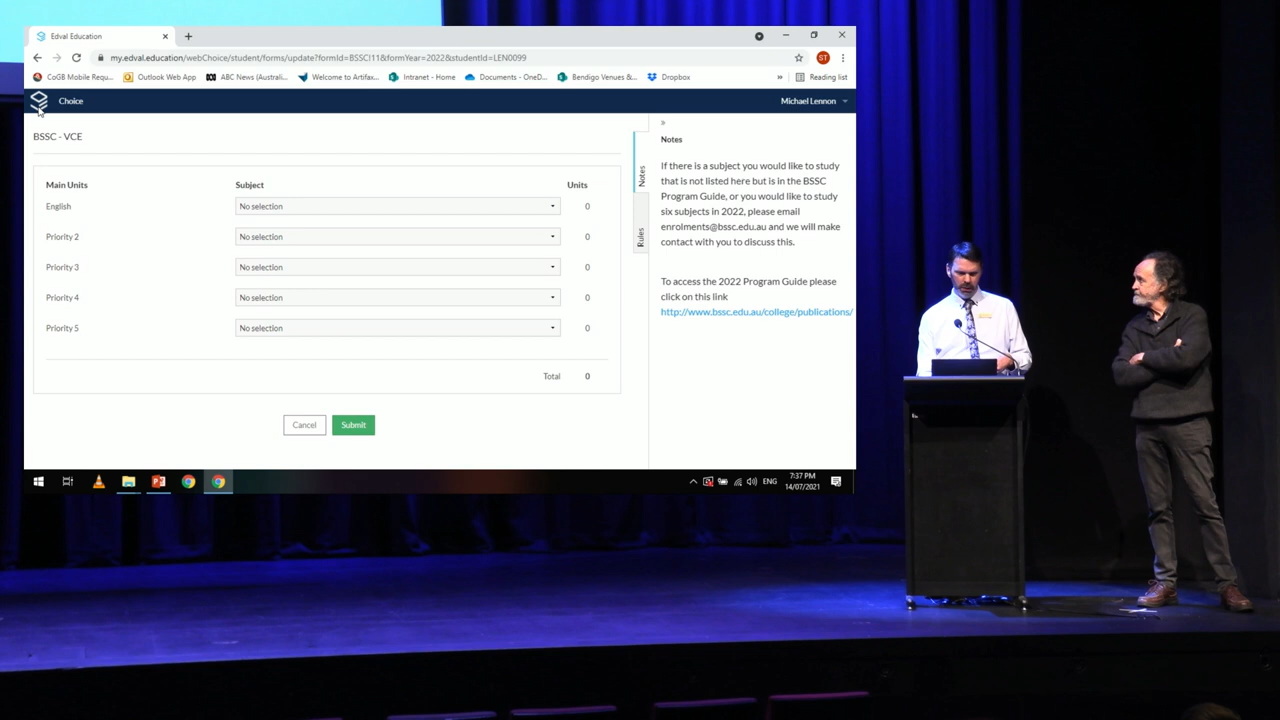 Edval Education
my.edval.education/webChoice/student/forms/update?formId=BSSCI11&formYear=2022&studentId=LEN0099
ST
CoGB Mobile Requ... Outlook Web App ABC News (Australi... Welcome to Artifax... Intranet - Home Documents - OneD... Bendigo Venues &... Dropbox » Reading list
Choice
Michael Lennon
BSSC - VCE
Main Units Subject Units
English No selection 0
Priority 2 No selection 0
Priority 3 No selection 0
Priority 4 No selection 0
Priority 5 No selection 0
Total 0
Cancel Submit
Notes
Rules
»
Notes
If there is a subject you would like to study
that is not listed here but is in the BSSC
Program Guide, or you would like to study
six subjects in 2022, please email
enrolments@bssc.edu.au and we will make
contact with you to discuss this.
To access the 2022 Program Guide please
click on this link
http://www.bssc.edu.au/college/publications/
ENG
7:37 PM
14/07/2021